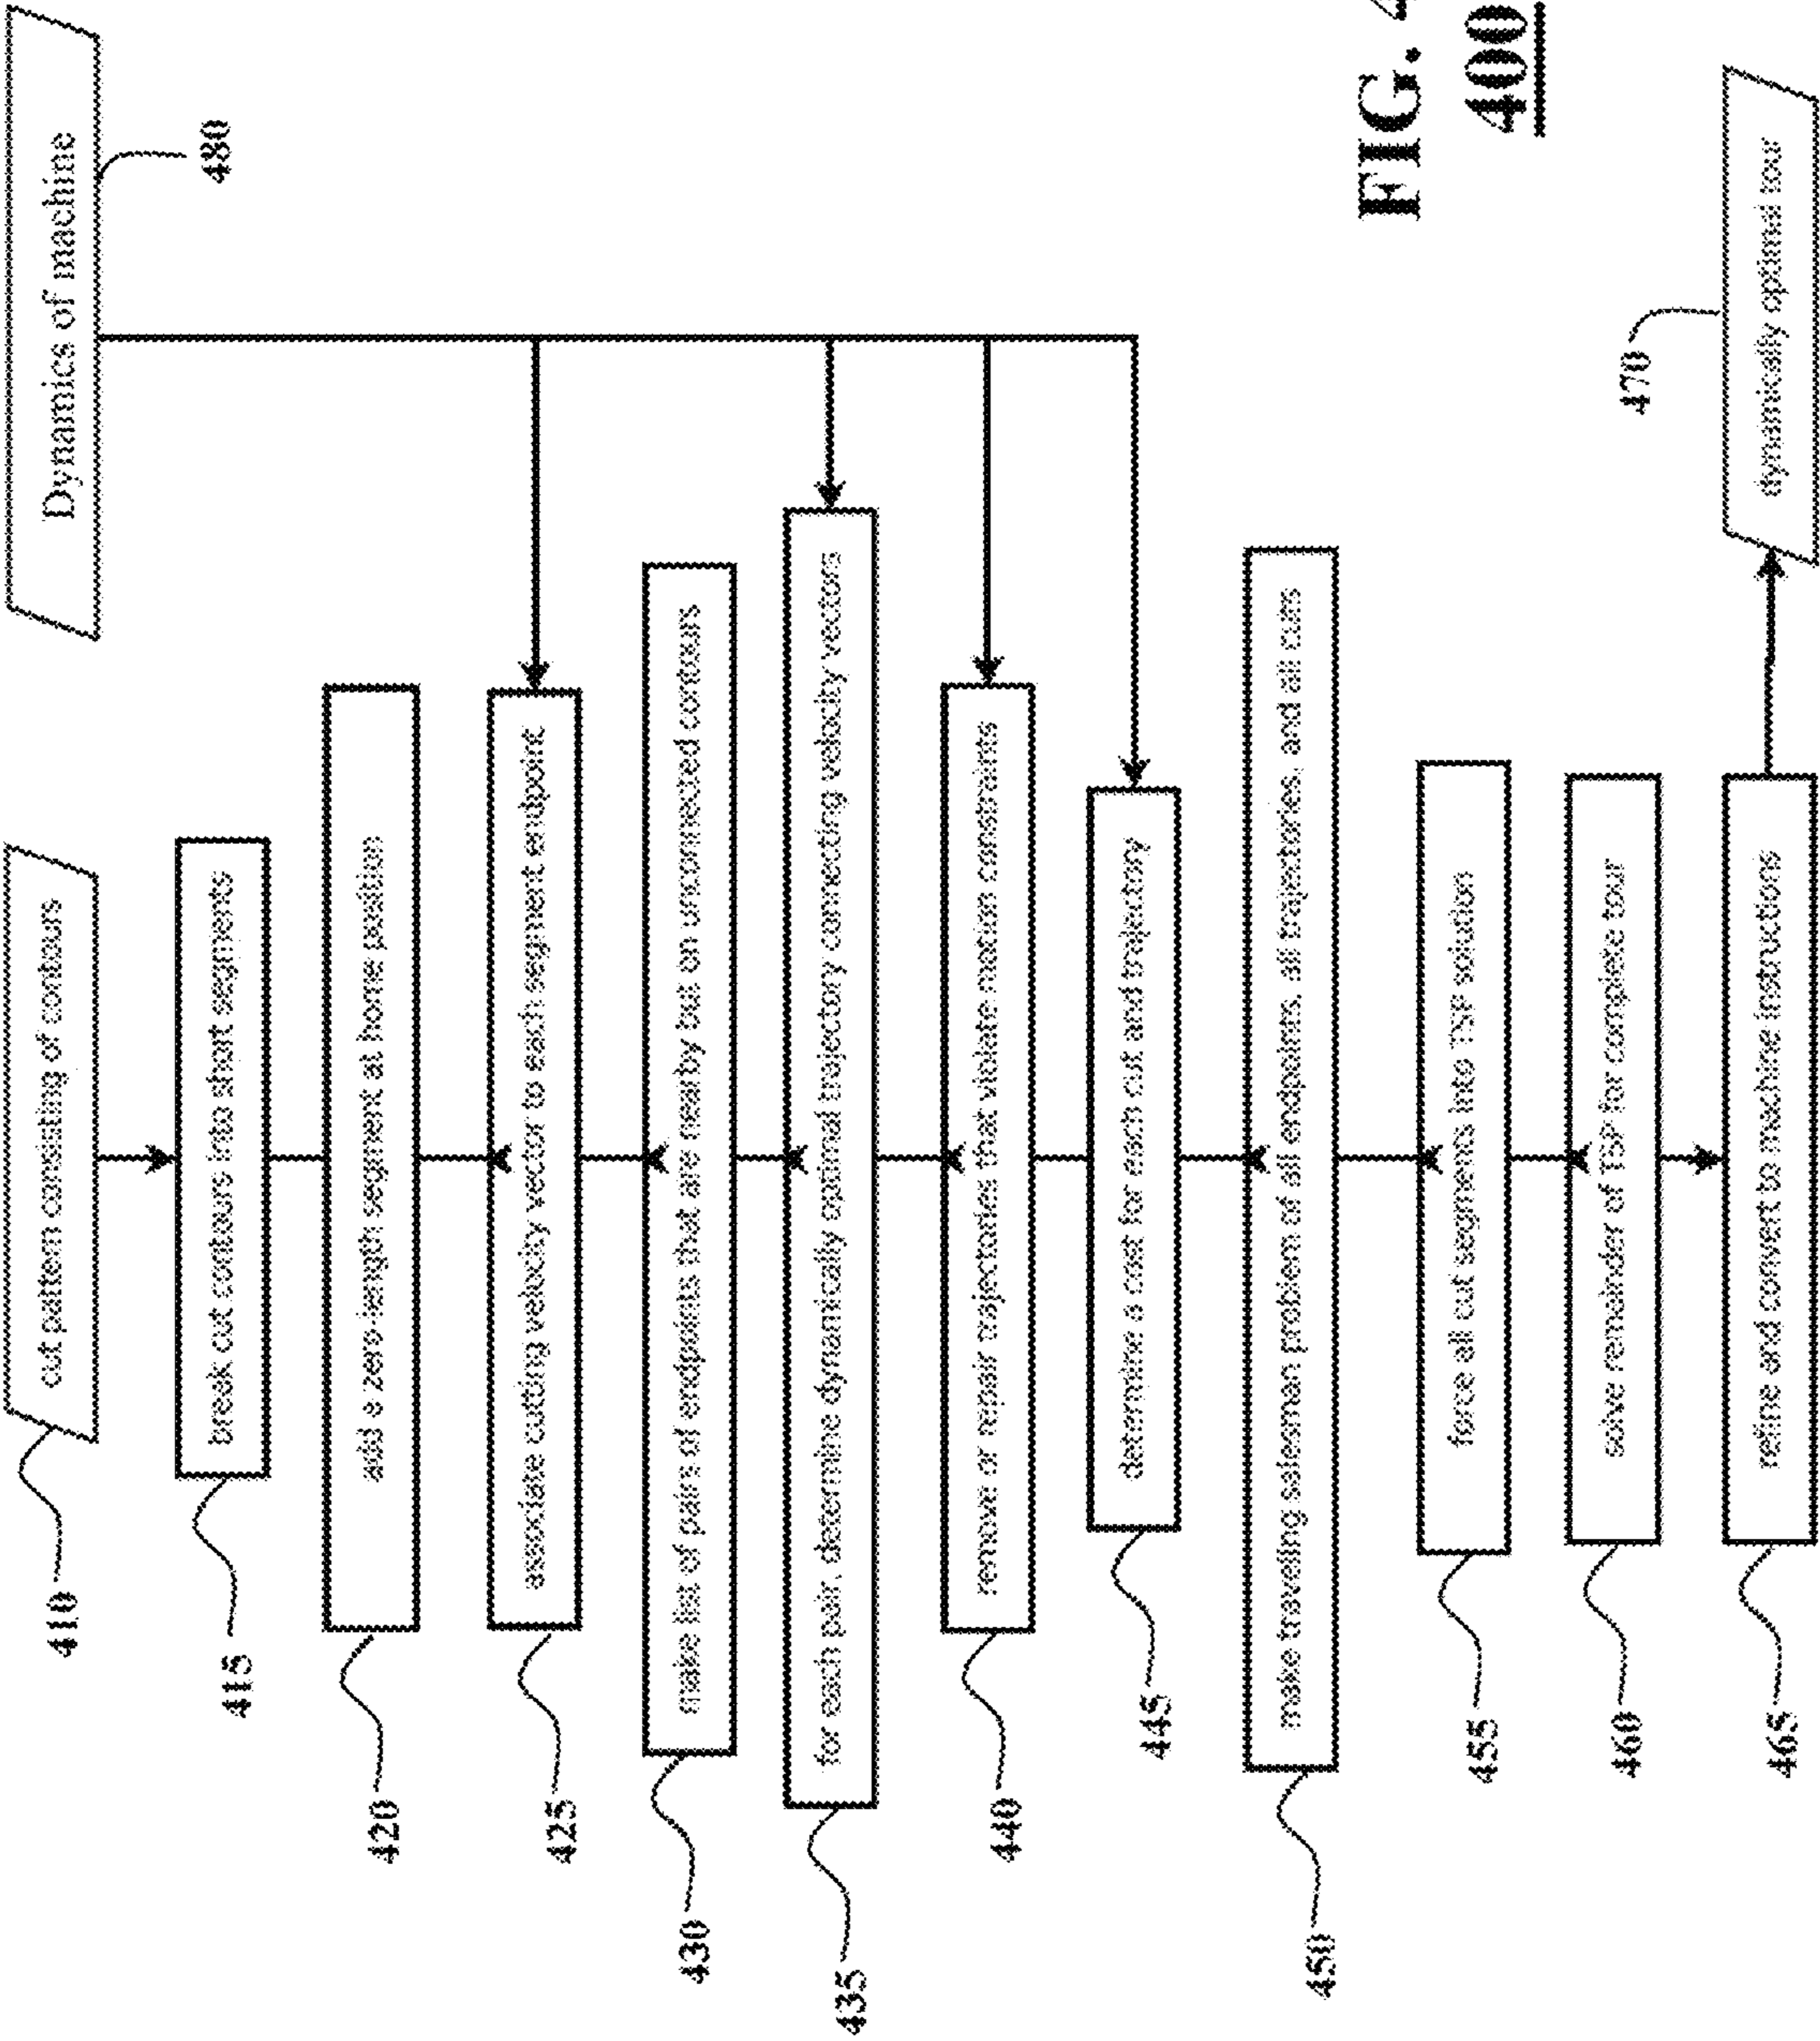 410
cut pattern consisting of contours
Dynamics of machine
480
415
break cut contours into short segments
420
add a zero-length segment at home position
425
associate cutting velocity vector to each segment endpoint
430
make list of pairs of endpoints that are nearby but on unconnected contours
435
for each pair, determine dynamically optimal trajectory connecting velocity vectors
440
remove or repair trajectories that violate motion constraints
445
determine a cost for each cut and trajectory
450
make traveling salesman problem of all endpoints, all trajectories, and all cuts
455
force all cut segments into TSP solution
460
solve remainder of TSP for complete tour
465
refine and convert to machine instructions
470
dynamically optimal tour
FIG. 4
400